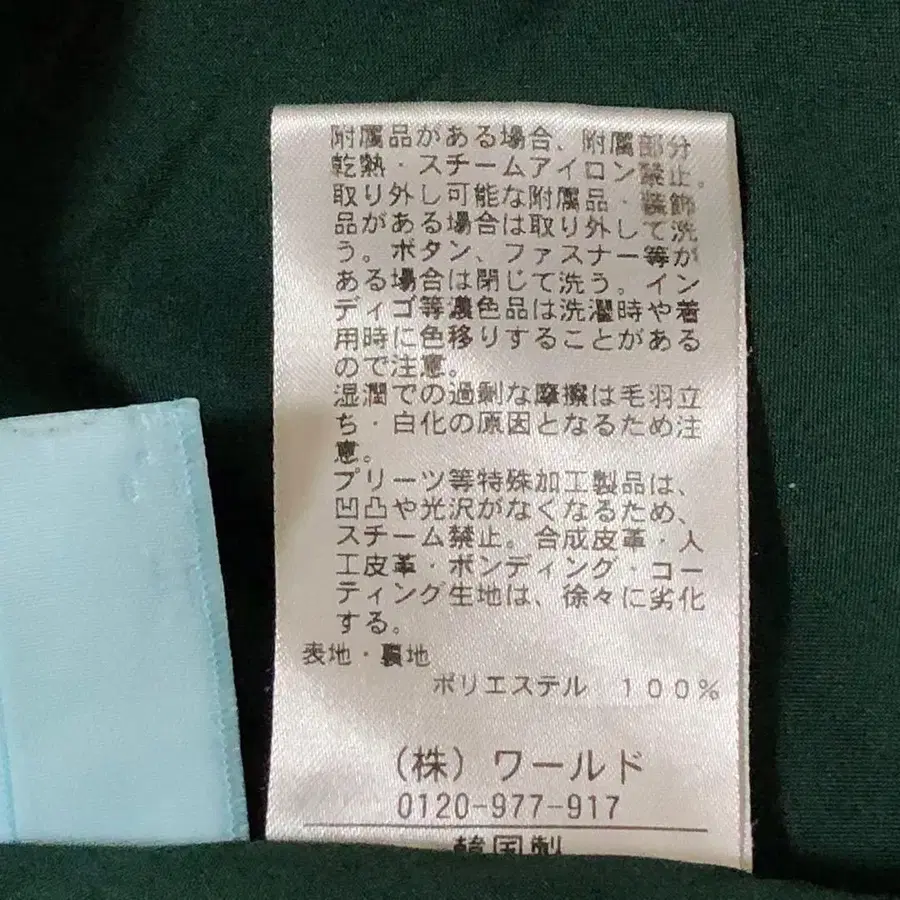 附属品がある場合、附属部分
乾熱・スチームアイロン禁止。
取り外し可能な附属品・装飾
品がある場合は取り外して洗
う。ボタン、ファスナー等が
ある場合は閉じて洗う。イン
ディゴ等濃色品は洗濯時や着
用時に色移りすることがある
ので注意。
湿潤での過剰な摩擦は毛羽立
ち・白化の原因となるため注
意。
プリーツ等特殊加工製品は、
凹凸や光沢がなくなるため、
スチーム禁止。合成皮革・人
工皮革・ボンディング・コー
ティング生地は、徐々に劣化
する。
表地・裏地
ポリエステル 100%
(株)ワールド
0120-977-917
韓国製